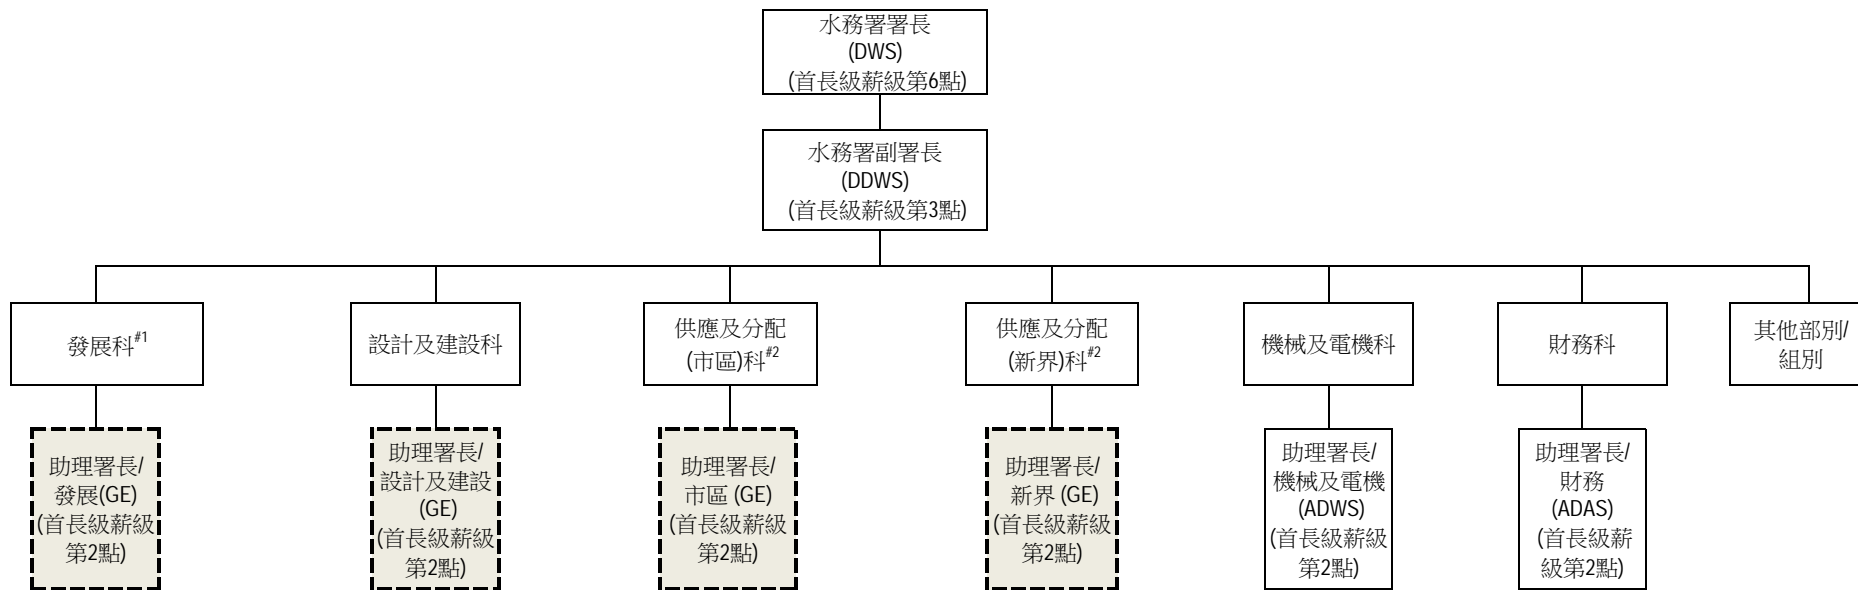 水務署署長
(DWS)
(首長級薪級第6點)
水務署副署長
(DDWS)
(首長級薪級第3點)
發展科#1
設計及建設科
供應及分配
(市區)科#2
供應及分配
(新界)科#2
機械及電機科
財務科
其他部別/
組別
助理署長/
發展(GE)
(首長級薪級
第2點)
助理署長/
設計及建設
(GE)
(首長級薪級
第2點)
助理署長/
市區 (GE)
(首長級薪級
第2點)
助理署長/
新界 (GE)
(首長級薪級
第2點)
助理署長/
機械及電機
(ADWS)
(首長級薪級
第2點)
助理署長/
財務
(ADAS)
(首長級薪
級第2點)